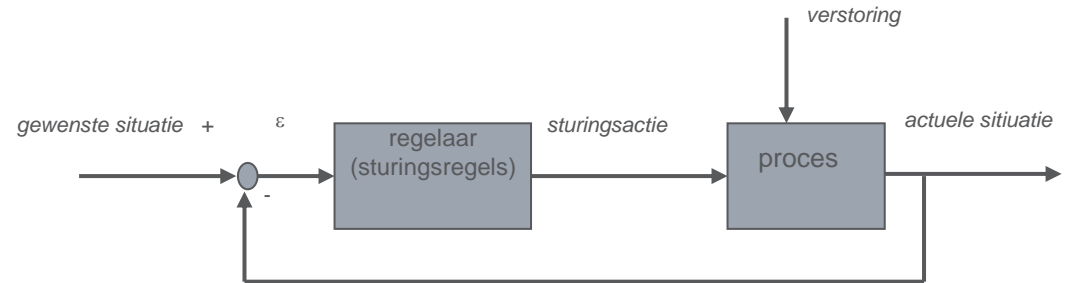 verstoring
gewenste situatie + ε
regelaar
(sturingsregels)
sturingsactie
proces
actuele sitiuatie
-